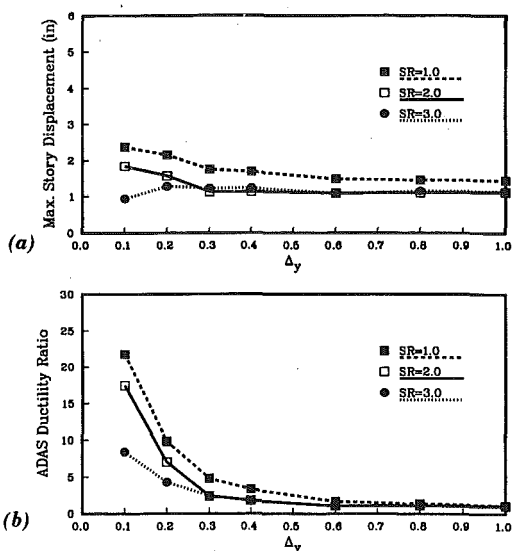 6
5
4
3
2
1
0
Max. Story Displacement (in)
SR=1.0
SR=2.0
SR=3.0
0.0 0.1 0.2 0.3 0.4 0.5 0.6 0.7 0.8 0.9 1.0
Δy
(a)
30
25
20
15
10
5
0
ADAS Ductility Ratio
SR=1.0
SR=2.0
SR=3.0
0.0 0.1 0.2 0.3 0.4 0.5 0.6 0.7 0.8 0.9 1.0
Δy
(b)